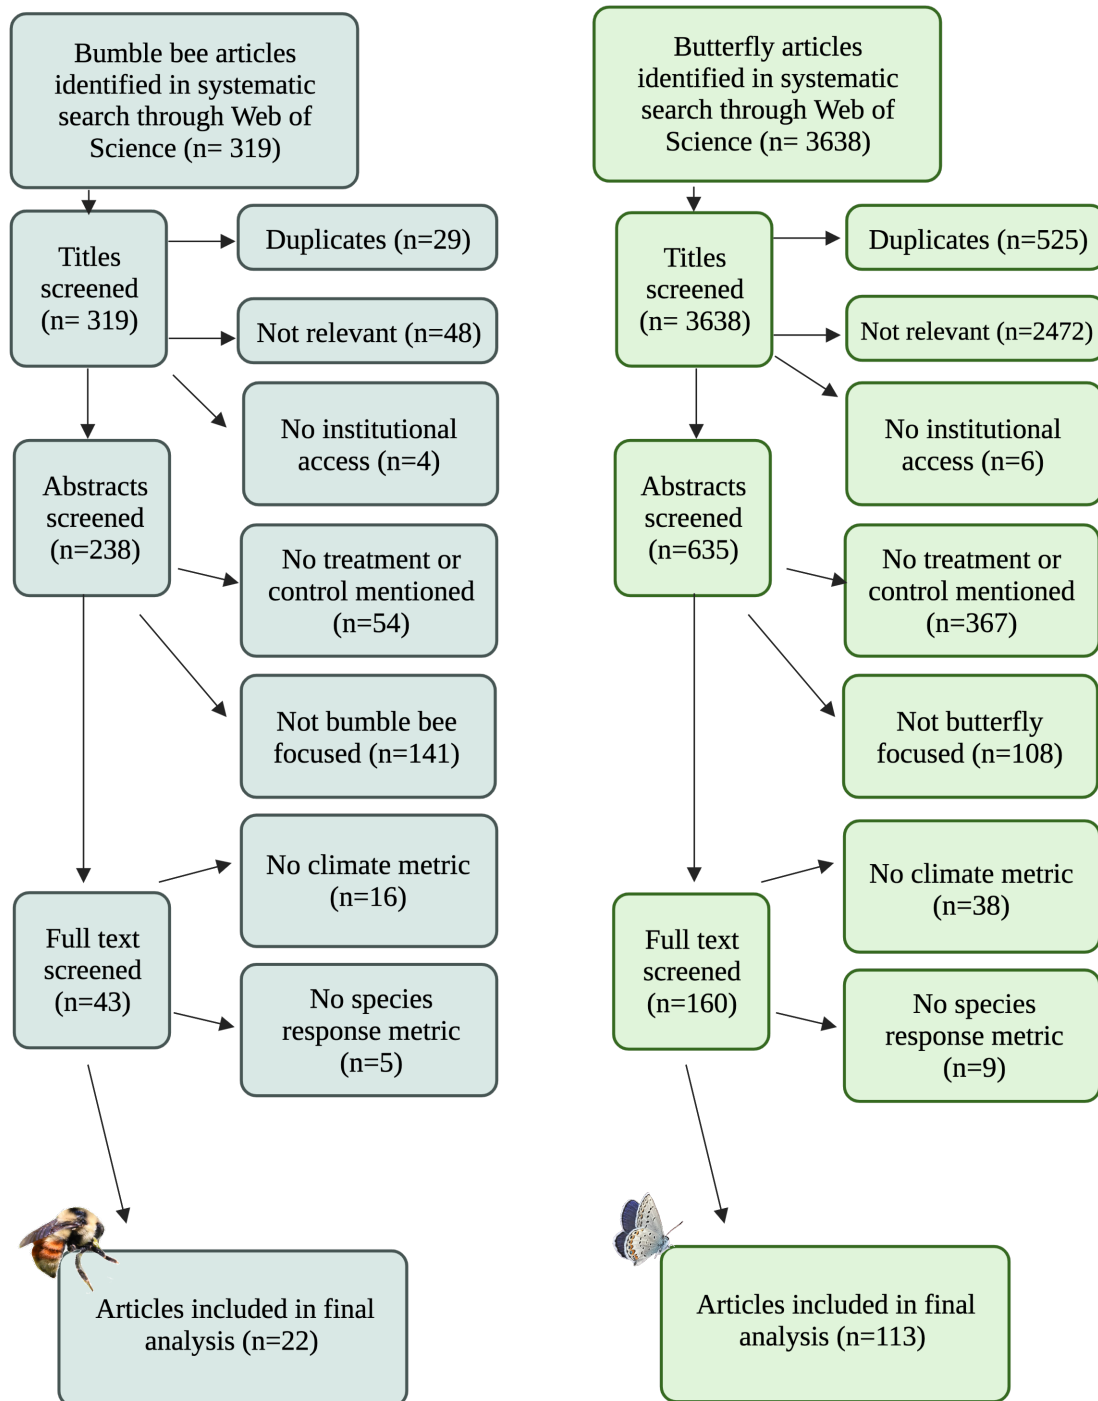 Bumble bee articles
identified in systematic
search through Web of
Science (n= 319)
Titles
screened
(n= 319)
Duplicates (n=29)
Not relevant (n=48)
No institutional
access (n=4)
Abstracts
screened
(n=238)
No treatment or
control mentioned
(n=54)
Not bumble bee
focused (n=141)
No climate metric
(n=16)
Full text
screened
(n=43)
No species
response metric
(n=5)
Articles included in final
analysis (n=22)
Butterfly articles
identified in systematic
search through Web of
Science (n= 3638)
Titles
screened
(n= 3638)
Duplicates (n=525)
Not relevant (n=2472)
No institutional
access (n=6)
Abstracts
screened
(n=635)
No treatment or
control mentioned
(n=367)
Not butterfly
focused (n=108)
No climate metric
(n=38)
Full text
screened
(n=160)
No species
response metric
(n=9)
Articles included in final
analysis (n=113)